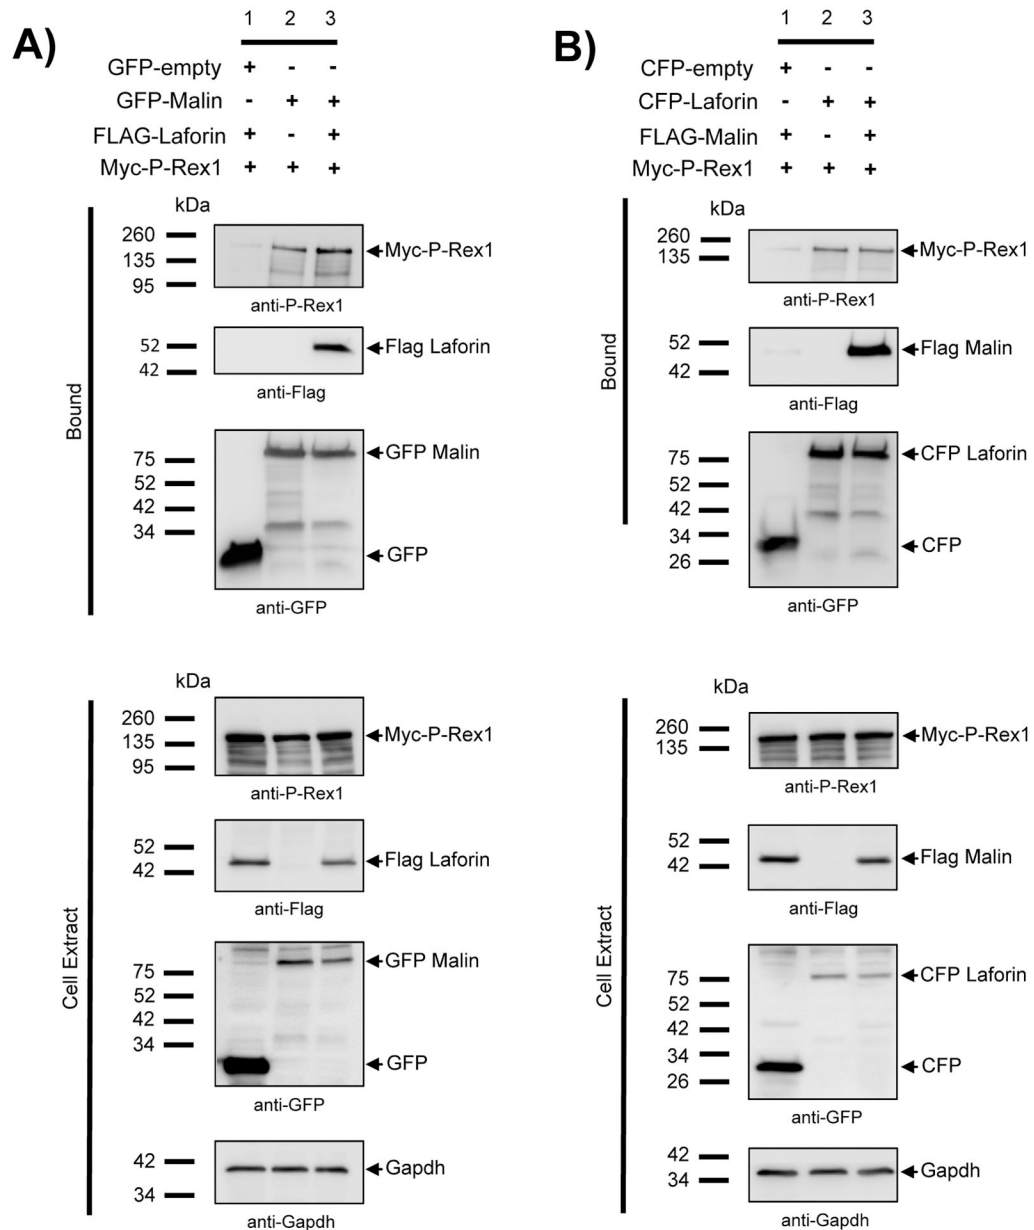 A)
1 2 3
GFP-empty + - -
GFP-Malin - + +
FLAG-Laforin + - +
Myc-P-Rex1 + + +
Bound
kDa
260
135
95
Myc-P-Rex1
anti-P-Rex1
52
42
Flag Laforin
anti-Flag
75
52
42
34
GFP Malin
GFP
anti-GFP
Cell Extract
kDa
260
135
95
Myc-P-Rex1
anti-P-Rex1
52
42
Flag Laforin
anti-Flag
75
52
42
34
GFP Malin
GFP
anti-GFP
42
34
Gapdh
anti-Gapdh
B)
1 2 3
CFP-empty + - -
CFP-Laforin - + +
FLAG-Malin + - +
Myc-P-Rex1 + + +
Bound
kDa
260
135
Myc-P-Rex1
anti-P-Rex1
52
42
Flag Malin
anti-Flag
75
52
42
34
26
CFP Laforin
CFP
anti-GFP
Cell Extract
kDa
260
135
Myc-P-Rex1
anti-P-Rex1
52
42
Flag Malin
anti-Flag
75
52
42
34
26
CFP Laforin
CFP
anti-GFP
42
34
Gapdh
anti-Gapdh